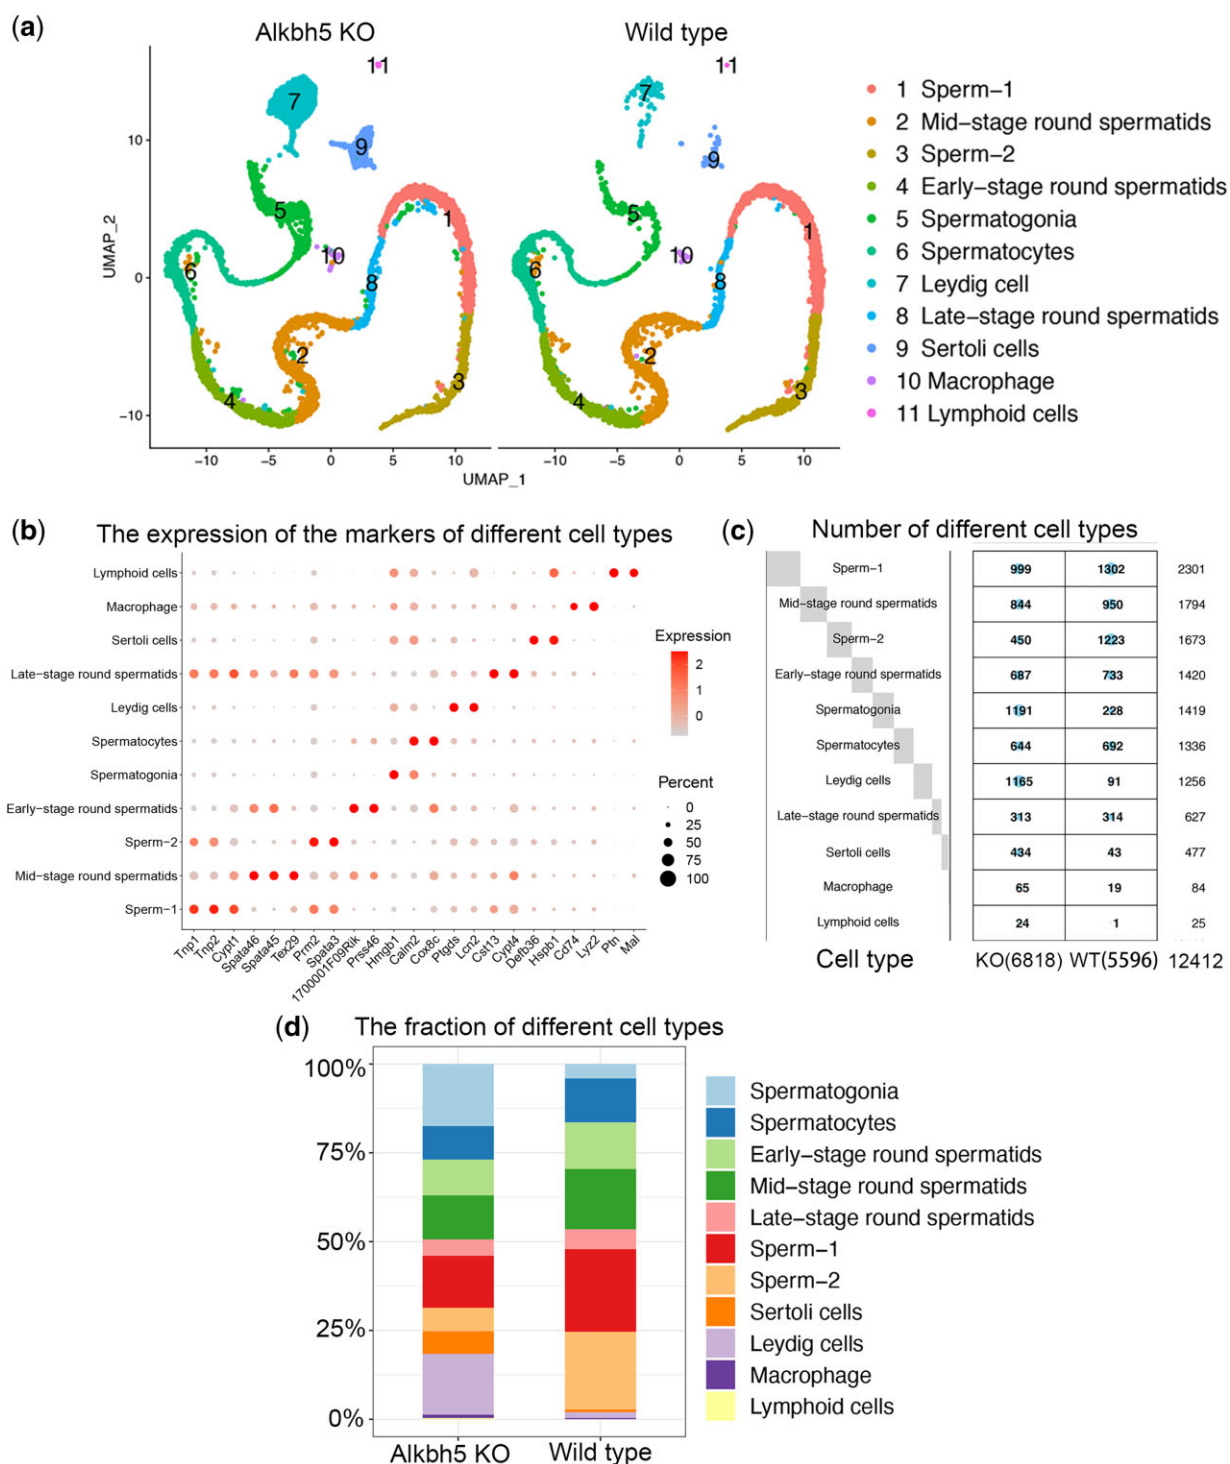 (a)
Alkbh5 KO
Wild type
UMAP_2
10
0
−10
11
7
9
5
10
1
6
8
2
4
3
11
7
9
5
10
1
6
8
2
4
3
−10 −5 0 5 10
−10 −5 0 5 10
UMAP_1
1 Sperm−1
2 Mid−stage round spermatids
3 Sperm−2
4 Early−stage round spermatids
5 Spermatogonia
6 Spermatocytes
7 Leydig cell
8 Late−stage round spermatids
9 Sertoli cells
10 Macrophage
11 Lymphoid cells
(b)
The expression of the markers of different cell types
Lymphoid cells
Macrophage
Sertoli cells
Late−stage round spermatids
Leydig cells
Spermatocytes
Spermatogonia
Early−stage round spermatids
Sperm−2
Mid−stage round spermatids
Sperm−1
Tnp1 Tnp2 Cypt1 Spata46 Spata45 Tex29 Prm2 Spata3 1700001F09Rik Prss46 Hmgb1 Calm2 Cox8c Ptgds Lcn2 Cst13 Cypt4 Defb36 Hspb1 Cd74 Lyz2 Ptn Mal
Expression
2
1
0
Percent
0
25
50
75
100
(c)
Number of different cell types
Sperm−1 999 1302 2301
Mid−stage round spermatids 844 950 1794
Sperm−2 450 1223 1673
Early−stage round spermatids 687 733 1420
Spermatogonia 1191 228 1419
Spermatocytes 644 692 1336
Leydig cells 1165 91 1256
Late−stage round spermatids 313 314 627
Sertoli cells 434 43 477
Macrophage 65 19 84
Lymphoid cells 24 1 25
Cell type KO(6818) WT(5596) 12412
(d)
The fraction of different cell types
100%
75%
50%
25%
0%
Alkbh5 KO
Wild type
Spermatogonia
Spermatocytes
Early−stage round spermatids
Mid−stage round spermatids
Late−stage round spermatids
Sperm−1
Sperm−2
Sertoli cells
Leydig cells
Macrophage
Lymphoid cells